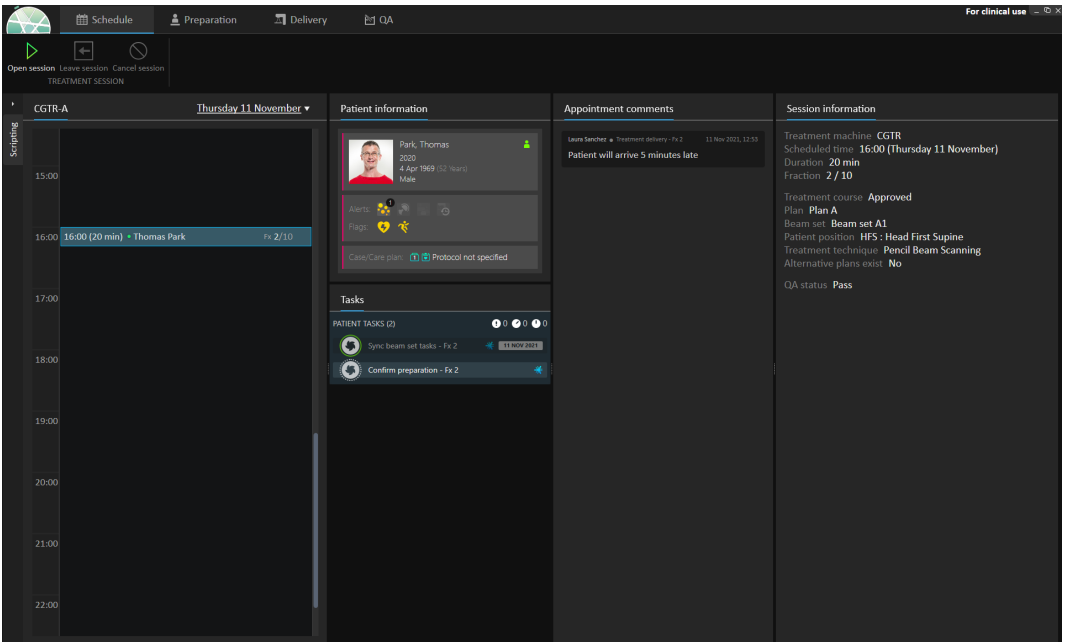 Schedule
Preparation
Delivery
QA
For clinical use
Open session
Leave session
Cancel session
TREATMENT SESSION
Scripting
CGTR-A
Thursday 11 November
15:00
16:00
16:00 (20 min) • Thomas Park
Fx 2/10
17:00
18:00
19:00
20:00
21:00
22:00
Patient information
Park, Thomas
2020
4 Apr 1969 (52 Years)
Male
Alerts:
1
Flags:
Case/Care plan:
1
Protocol not specified
Tasks
PATIENT TASKS (2)
0
0
0
Sync beam set tasks - Fx 2
11 NOV 2021
Confirm preparation - Fx 2
Appointment comments
Laura Sanchez • Treatment delivery - Fx 2
11 Nov 2021, 12:53
Patient will arrive 5 minutes late
Session information
Treatment machine CGTR
Scheduled time 16:00 (Thursday 11 November)
Duration 20 min
Fraction 2 / 10
Treatment course Approved
Plan Plan A
Beam set Beam set A1
Patient position HFS : Head First Supine
Treatment technique Pencil Beam Scanning
Alternative plans exist No
QA status Pass